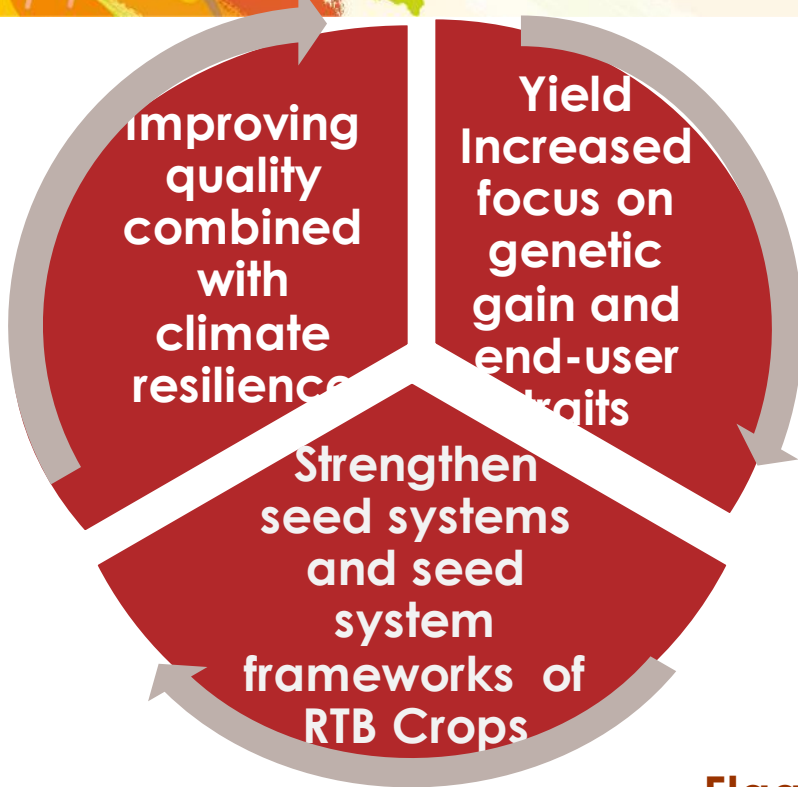 Improving
quality
combined
with
climate
resilience
Yield
Increased
focus on
genetic
gain and
end-user
traits
Strengthen
seed systems
and seed
system
frameworks of
RTB Crops